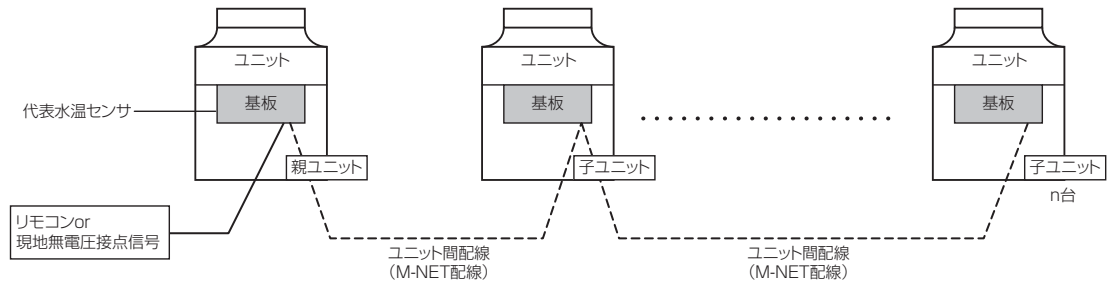 ユニット
ユニット
ユニット
代表水温センサ
基板
基板
基板
親ユニット
子ユニット
子ユニット
n台
リモコンor
現地無電圧接点信号
ユニット間配線
（M-NET配線）
ユニット間配線
（M-NET配線）